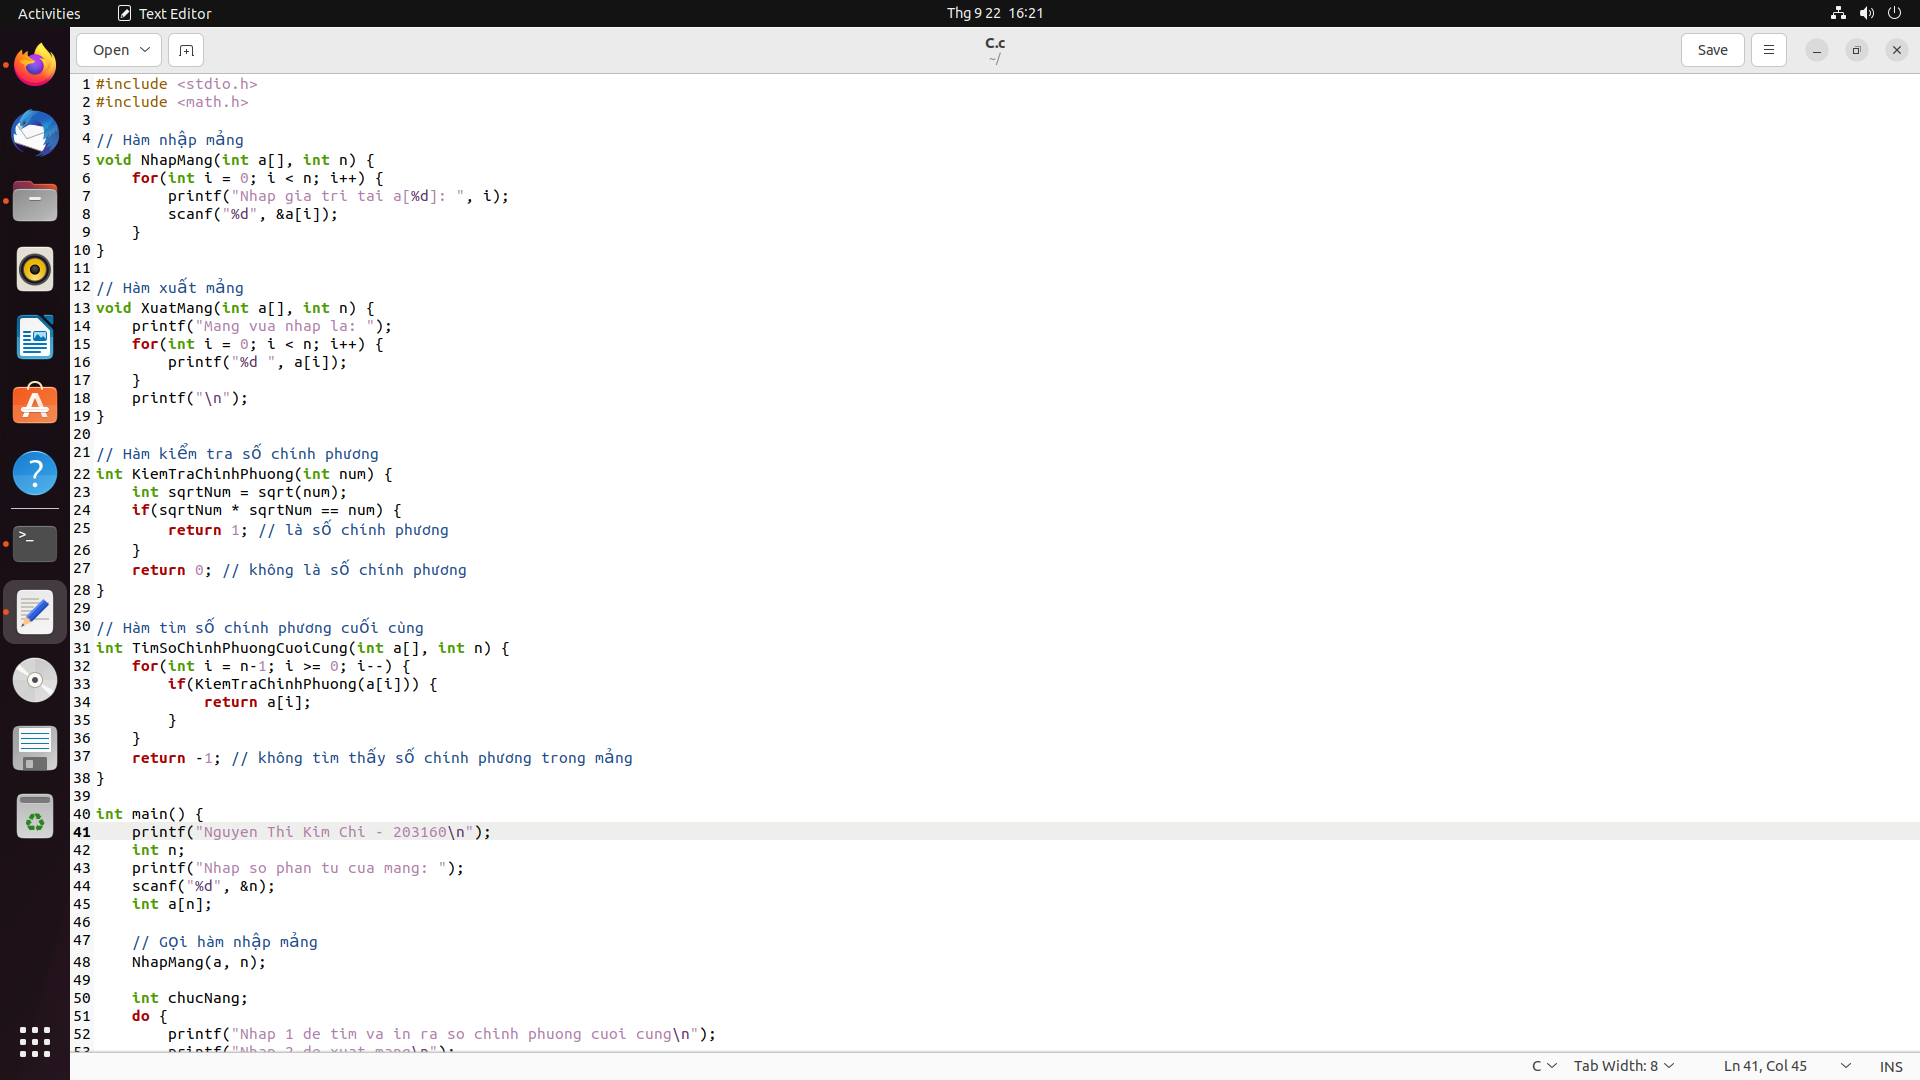 Activities Text Editor Thg 9 22 16:21
Open C.c Save
~/
1 #include <stdio.h>
2 #include <math.h>
3
4 // Hàm nhập mảng
5 void NhapMang(int a[], int n) {
6     for(int i = 0; i < n; i++) {
7         printf("Nhap gia tri tai a[%d]: ", i);
8         scanf("%d", &a[i]);
9     }
10 }
11
12 // Hàm xuất mảng
13 void XuatMang(int a[], int n) {
14     printf("Mang vua nhap la: ");
15     for(int i = 0; i < n; i++) {
16         printf("%d ", a[i]);
17     }
18     printf("\n");
19 }
20
21 // Hàm kiểm tra số chính phương
22 int KiemTraChinhPhuong(int num) {
23     int sqrtNum = sqrt(num);
24     if(sqrtNum * sqrtNum == num) {
25         return 1; // là số chính phương
26     }
27     return 0; // không là số chính phương
28 }
29
30 // Hàm tìm số chính phương cuối cùng
31 int TimSoChinhPhuongCuoiCung(int a[], int n) {
32     for(int i = n-1; i >= 0; i--) {
33         if(KiemTraChinhPhuong(a[i])) {
34             return a[i];
35         }
36     }
37     return -1; // không tìm thấy số chính phương trong mảng
38 }
39
40 int main() {
41     printf("Nguyen Thi Kim Chi - 203160\n");
42     int n;
43     printf("Nhap so phan tu cua mang: ");
44     scanf("%d", &n);
45     int a[n];
46
47     // Gọi hàm nhập mảng
48     NhapMang(a, n);
49
50     int chucNang;
51     do {
52         printf("Nhap 1 de tim va in ra so chinh phuong cuoi cung\n");
53         printf("Nhap 2 de xuat mang\n");
C Tab Width: 8 Ln 41, Col 45 INS